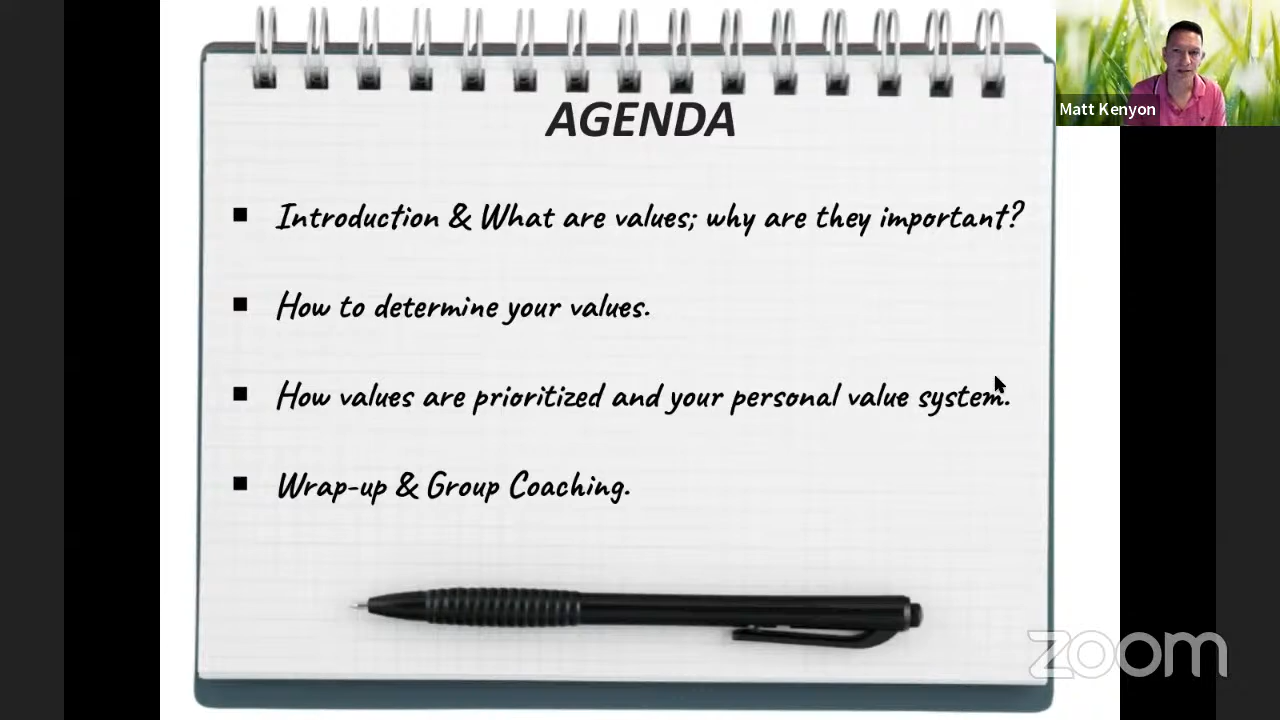 AGENDA
Matt Kenyon
Introduction & What are values; why are they important?
How to determine your values.
How values are prioritized and your personal value system.
Wrap-up & Group Coaching.
zoom